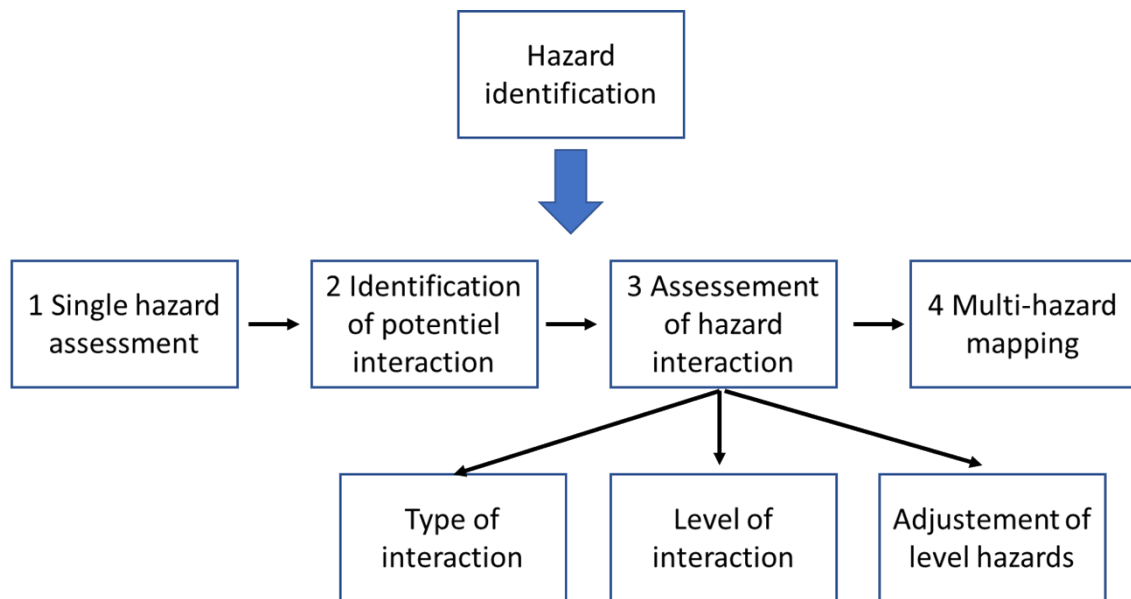 Hazard
identification
1 Single hazard
assessment
2 Identification
of potentiel
interaction
3 Assessement
of hazard
interaction
4 Multi-hazard
mapping
Type of
interaction
Level of
interaction
Adjustement of
level hazards